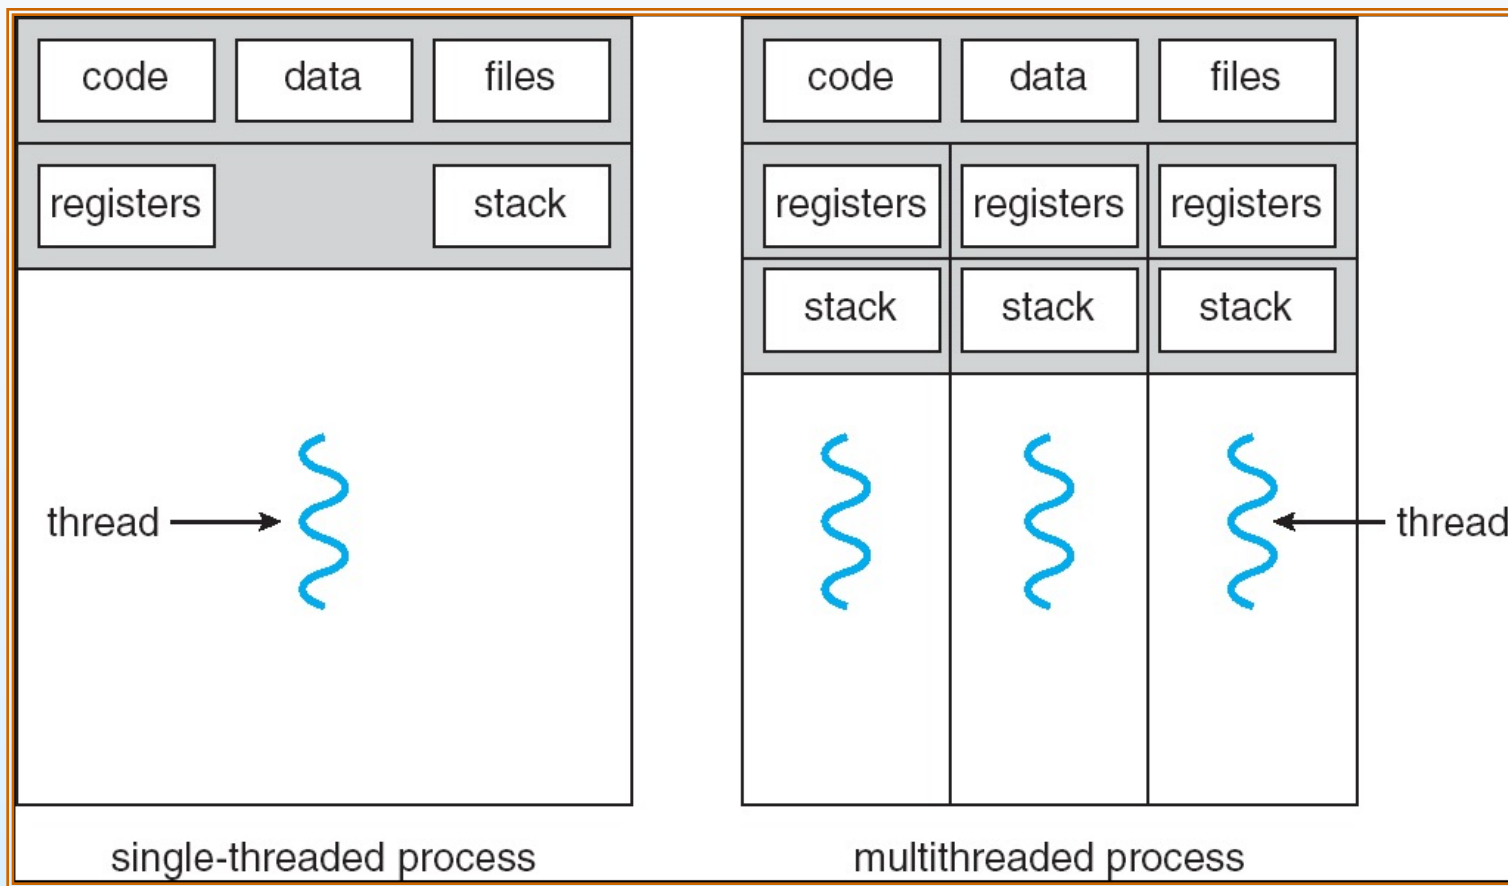 code data files
registers stack
thread
single-threaded process
code data files
registers registers registers
stack stack stack
thread
multithreaded process